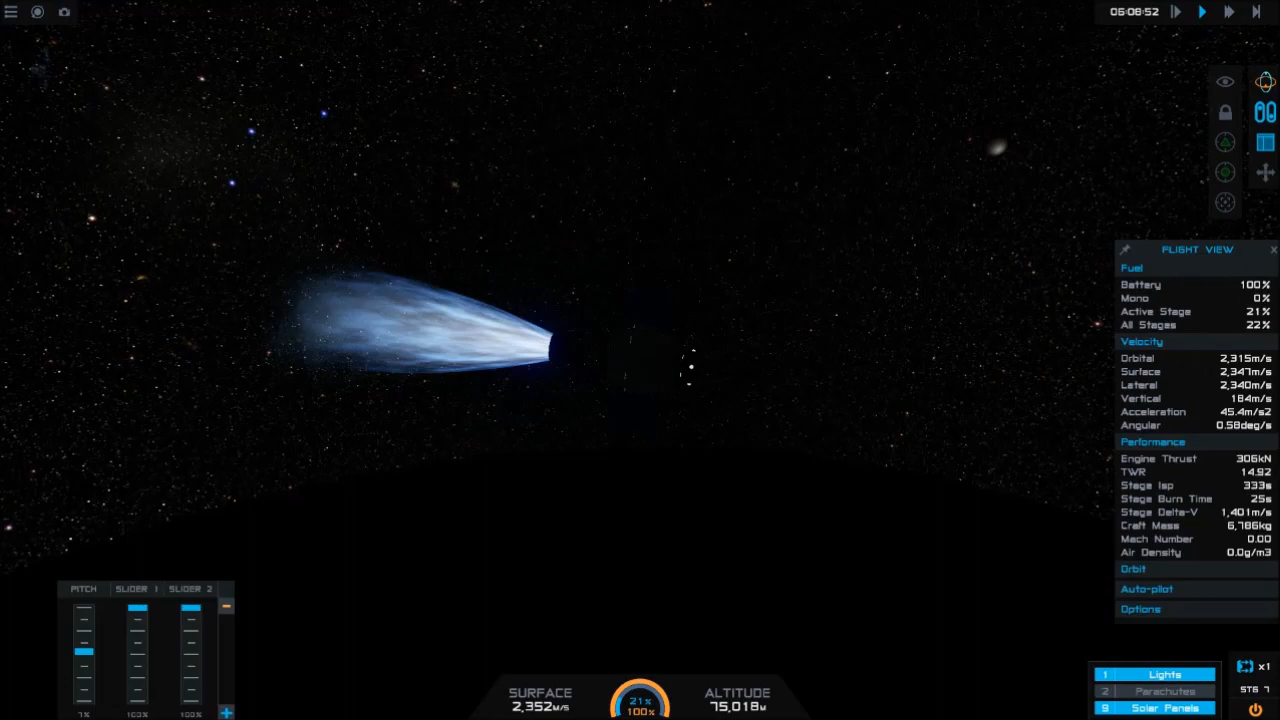 06:08:52
FLIGHT VIEW
Fuel
Battery 100%
Mono 0%
Active Stage 21%
All Stages 22%
Velocity
Orbital 2,315m/s
Surface 2,347m/s
Lateral 2,340m/s
Vertical 184m/s
Acceleration 45.4m/s2
Angular 0.58deg/s
Performance
Engine Thrust 306kN
TWR 14.92
Stage Isp 333s
Stage Burn Time 25s
Stage Delta-V 1,401m/s
Craft Mass 6,786kg
Mach Number 0.00
Air Density 0.0g/m3
Orbit
Auto-pilot
Options
PITCH SLIDER 1 SLIDER 2
7% 100% 100%
SURFACE
2,352M/S
21%
100%
ALTITUDE
75,018M
1 Lights
2 Parachutes
9 Solar Panels
x1
STG 7